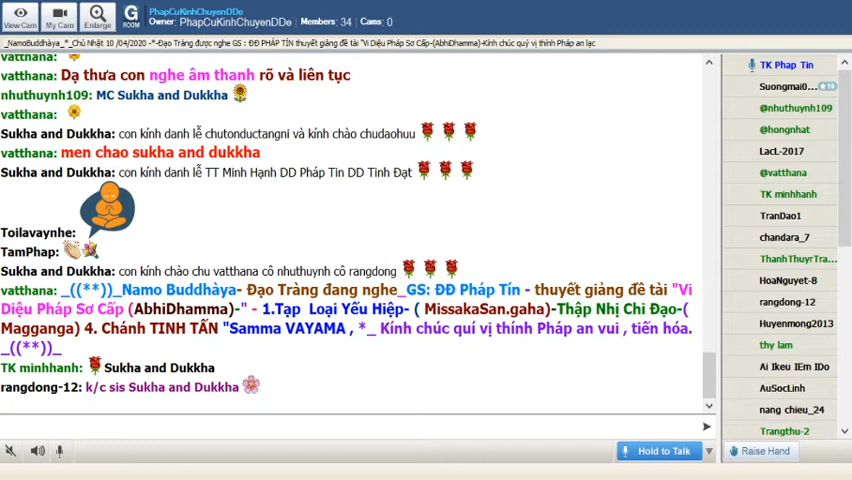 View Cam
My Cam
Enlarge
G
ROOM
PhapCuKinhChuyenDDe
Owner: PhapCuKinhChuyenDDe Members: 34 Cams: 0
_NamoBuddhàya_*_Chủ Nhật 10 /04/2020 -*-Đạo Tràng được nghe GS : ĐĐ PHÁP TÍN thuyết giảng đề tài "Vi Diệu Pháp Sơ Cấp-(AbhiDhamma)-Kính chúc quý vị thính Pháp an lạc
vatthana:
vatthana: Dạ thưa con nghe âm thanh rõ và liên tục
nhuthuynh109: MC Sukha and Dukkha
vatthana:
Sukha and Dukkha: con kính danh lễ chutonductangni và kính chào chudaohuu
vatthana: men chao sukha and dukkha
Sukha and Dukkha: con kính danh lễ TT Minh Hạnh DD Pháp Tin DD Tinh Đạt
Toilavaynhe:
TamPhap:
Sukha and Dukkha: con kính chào chu vatthana cô nhuthuynh cô rangdong
vatthana: _((**))_Namo Buddhàya- Đạo Tràng đang nghe_GS: ĐĐ Pháp Tín - thuyết giảng đề tài "Vi
Diệu Pháp Sơ Cấp (AbhiDhamma)-" - 1.Tạp Loại Yếu Hiệp- ( MissakaSan.gaha)-Thập Nhị Chi Đạo-(
Magganga) 4. Chánh TINH TẤN "Samma VAYAMA , *_ Kính chúc quí vị thính Pháp an vui , tiến hóa.
_((**))_
TK minhhanh: Sukha and Dukkha
rangdong-12: k/c sis Sukha and Dukkha
TK Phap Tin
Suongmai0... 10
@nhuthuynh109
@hongnhat
LacL-2017
@vatthana
TK minhhanh
TranDao1
chandara_7
ThanhThuyrTra...
HoaNguyet-8
rangdong-12
Huyenmong2013
thy lam
Ai Ikeu IEm IDo
AuSocLinh
nang chieu_24
Trangthu-2
Hold to Talk
Raise Hand